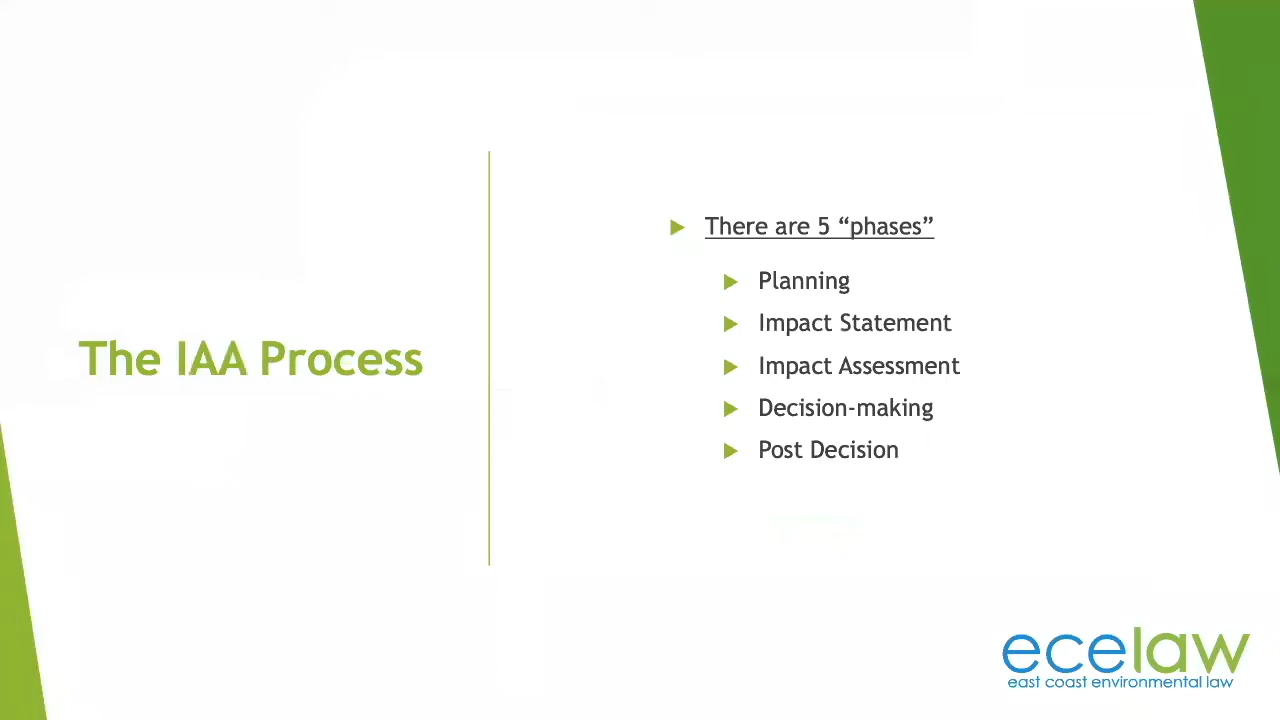 The IAA Process
There are 5 “phases”
Planning
Impact Statement
Impact Assessment
Decision-making
Post Decision
ecelaw
east coast environmental law